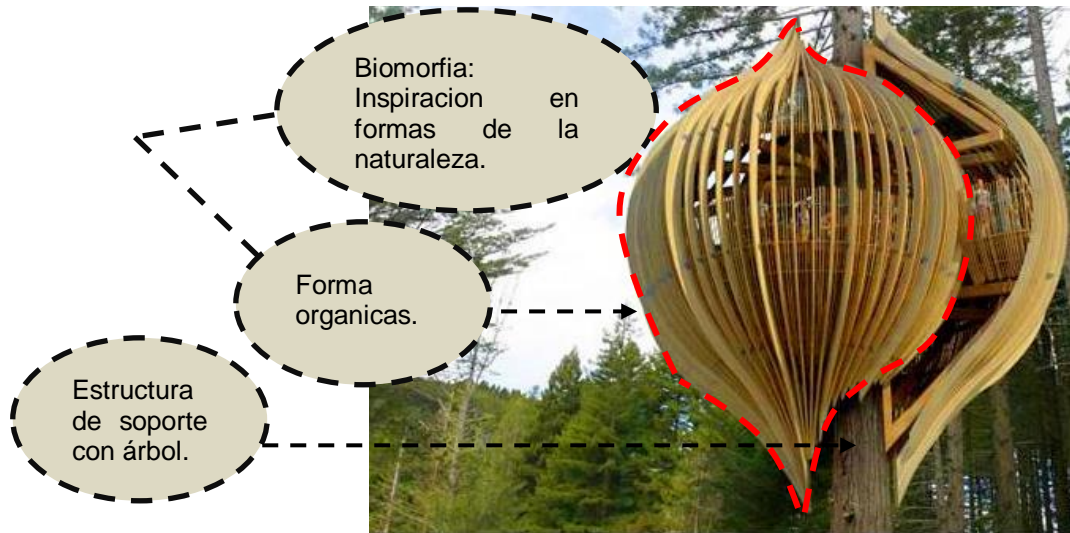 Biomorfia:
Inspiracion en
formas de la
naturaleza.
Forma
organicas.
Estructura
de soporte
con árbol.